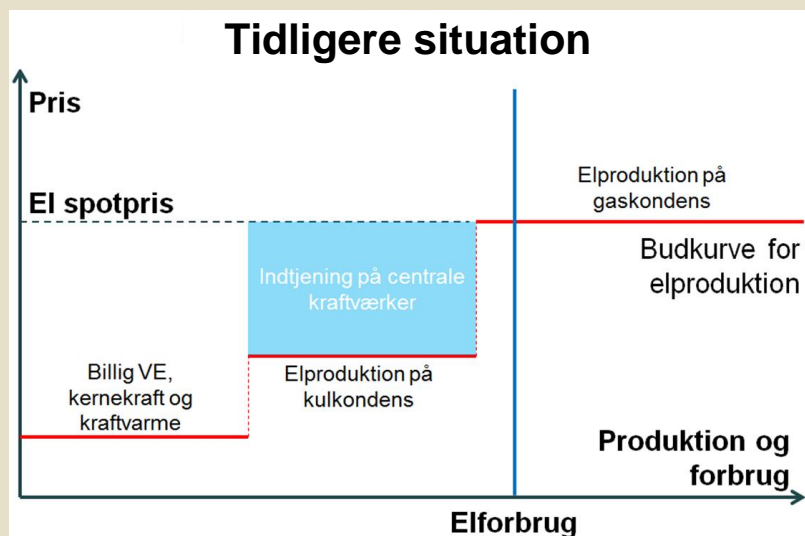 Tidligere situation
Pris
El spotpris
Elproduktion på
gaskondens
Budkurve for
elproduktion
Indtjening på centrale
kraftværker
Billig VE,
kernekraft og
kraftvarme
Elproduktion på
kulkondens
Produktion og
forbrug
Elforbrug